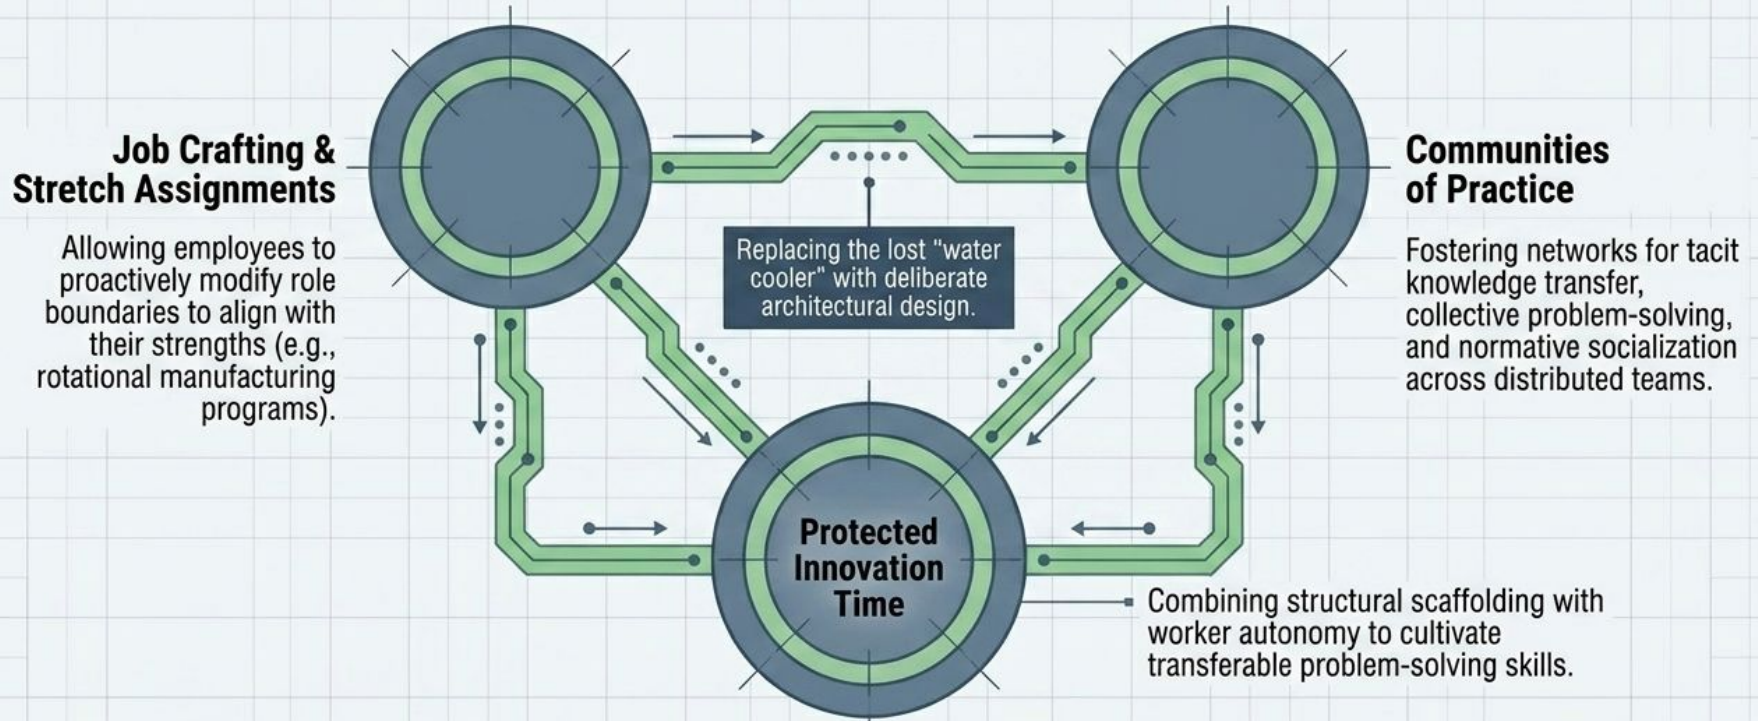 Job Crafting &
Stretch Assignments
Allowing employees to
proactively modify role
boundaries to align with
their strengths (e.g.,
rotational manufacturing
programs).
Replacing the lost "water
cooler" with deliberate
architectural design.
Communities
of Practice
Fostering networks for tacit
knowledge transfer,
collective problem-solving,
and normative socialization
across distributed teams.
Protected
Innovation
Time
Combining structural scaffolding with
worker autonomy to cultivate
transferable problem-solving skills.